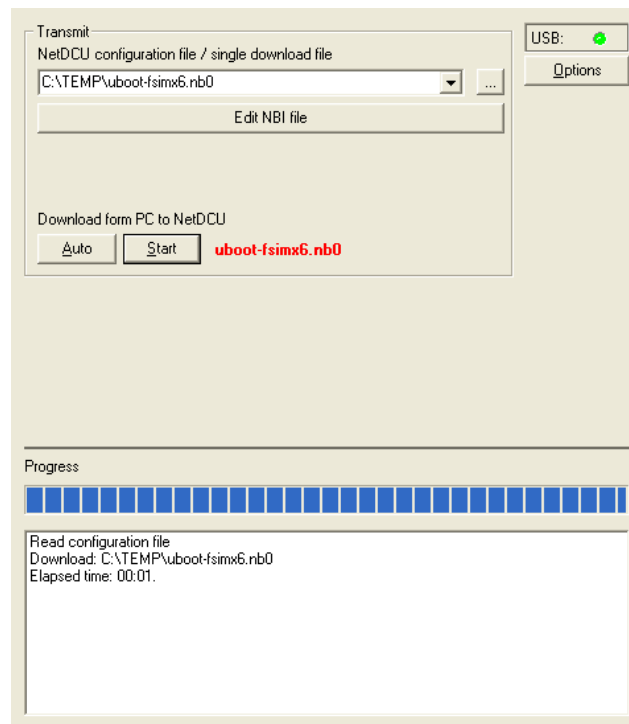 Transmit
USB:
NetDCU configuration file / single download file
C:\TEMP\uboot-fsimx6.nb0
...
Options
Edit NBI file
Download form PC to NetDCU
Auto Start uboot-fsimx6.nb0
Progress
Read configuration file
Download: C:\TEMP\uboot-fsimx6.nb0
Elapsed time: 00:01.